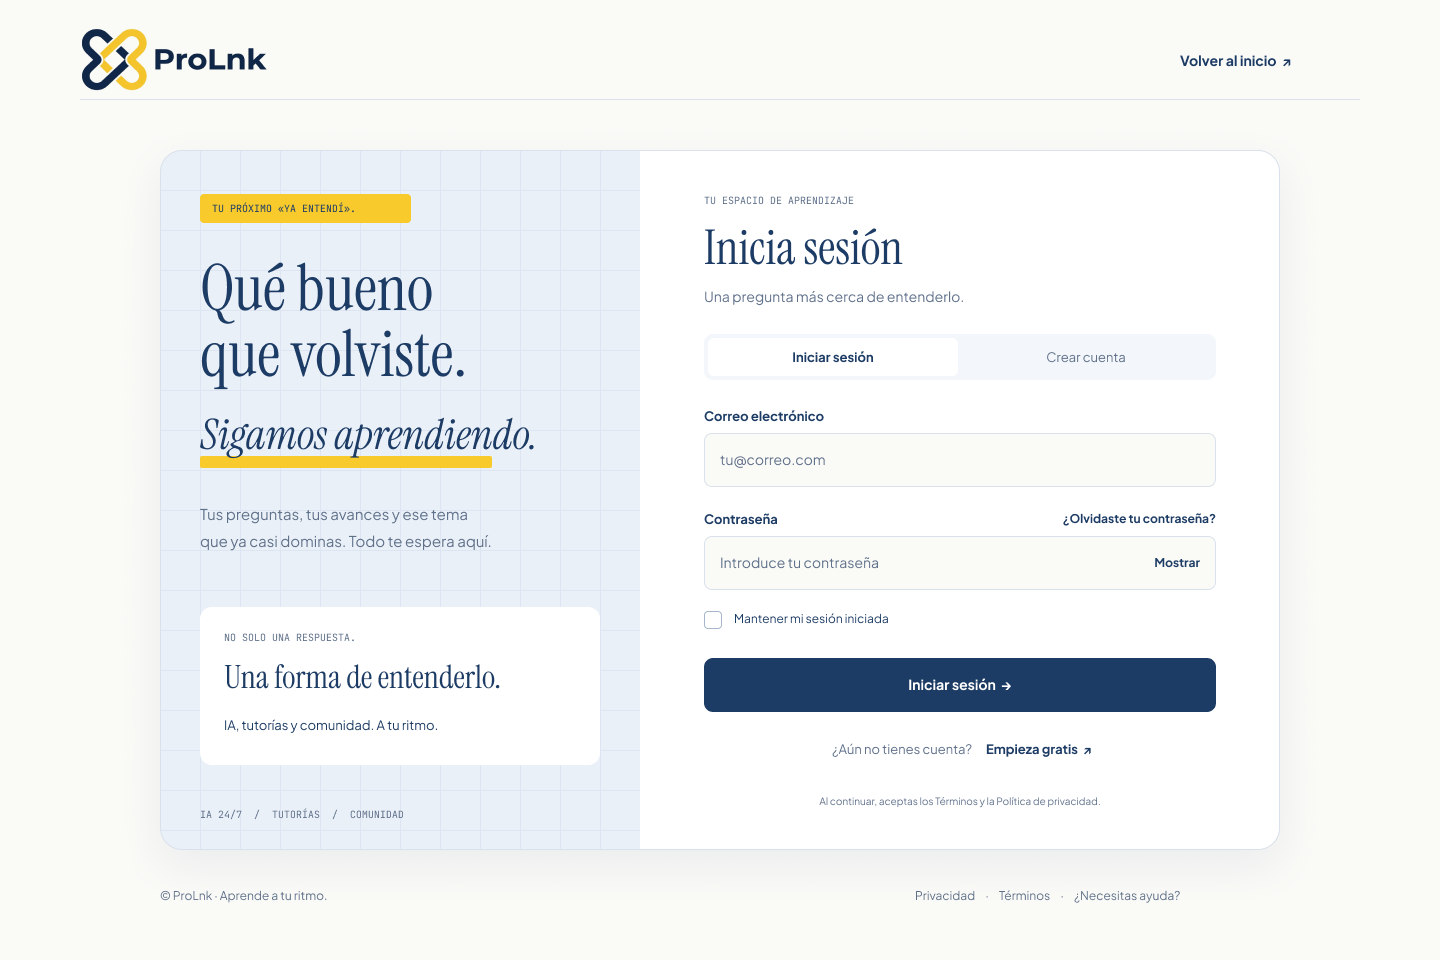 ProLnk
Volver al inicio ↗
TU PRÓXIMO «YA ENTENDÍ».
Qué bueno
que volviste.
Sigamos aprendiendo.
Tus preguntas, tus avances y ese tema
que ya casi dominas. Todo te espera aquí.
NO SOLO UNA RESPUESTA.
Una forma de entenderlo.
IA, tutorías y comunidad. A tu ritmo.
IA 24/7 / TUTORÍAS / COMUNIDAD
TU ESPACIO DE APRENDIZAJE
Inicia sesión
Una pregunta más cerca de entenderlo.
Iniciar sesión Crear cuenta
Correo electrónico
tu@correo.com
Contraseña ¿Olvidaste tu contraseña?
Introduce tu contraseña Mostrar
Mantener mi sesión iniciada
Iniciar sesión →
¿Aún no tienes cuenta? Empieza gratis ↗
Al continuar, aceptas los Términos y la Política de privacidad.
© ProLnk · Aprende a tu ritmo.
Privacidad · Términos · ¿Necesitas ayuda?